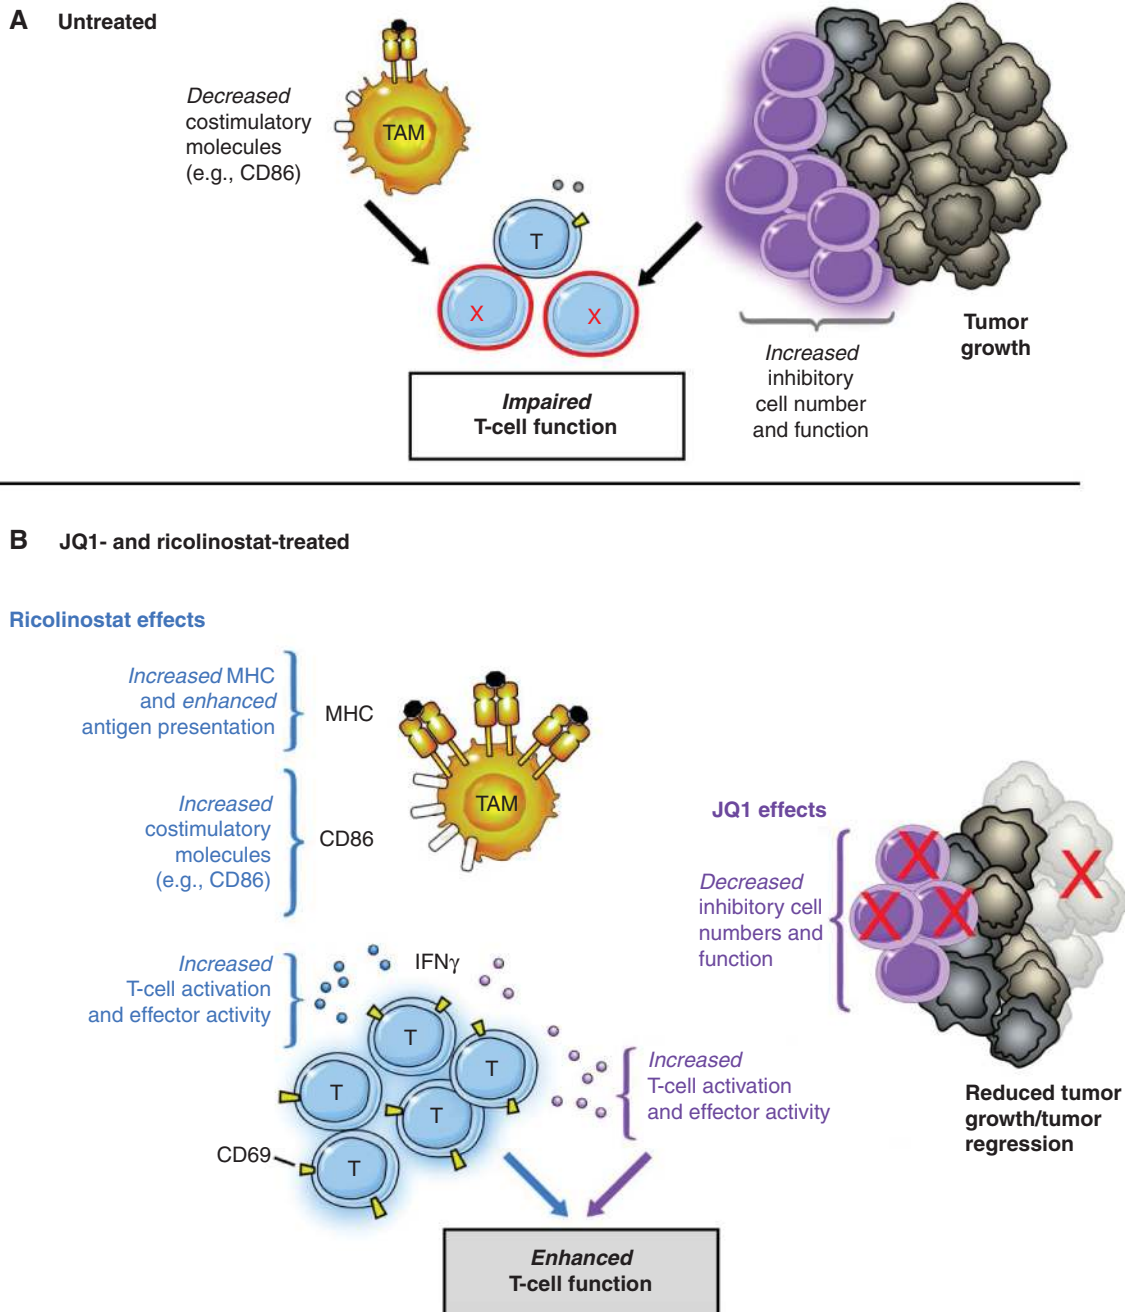 A Untreated
Decreased
costimulatory
molecules
(e.g., CD86)
TAM
T
X
X
Impaired
T-cell function
Increased
inhibitory
cell number
and function
Tumor
growth
B JQ1- and ricolinostat-treated
Ricolinostat effects
Increased MHC
and enhanced
antigen presentation
MHC
Increased
costimulatory
molecules
(e.g., CD86)
CD86
TAM
JQ1 effects
Decreased
inhibitory cell
numbers and
function
X
X
X
X
Increased
T-cell activation
and effector activity
IFNγ
T
T
T
T
T
CD69
Increased
T-cell activation
and effector activity
Reduced tumor
growth/tumor
regression
Enhanced
T-cell function